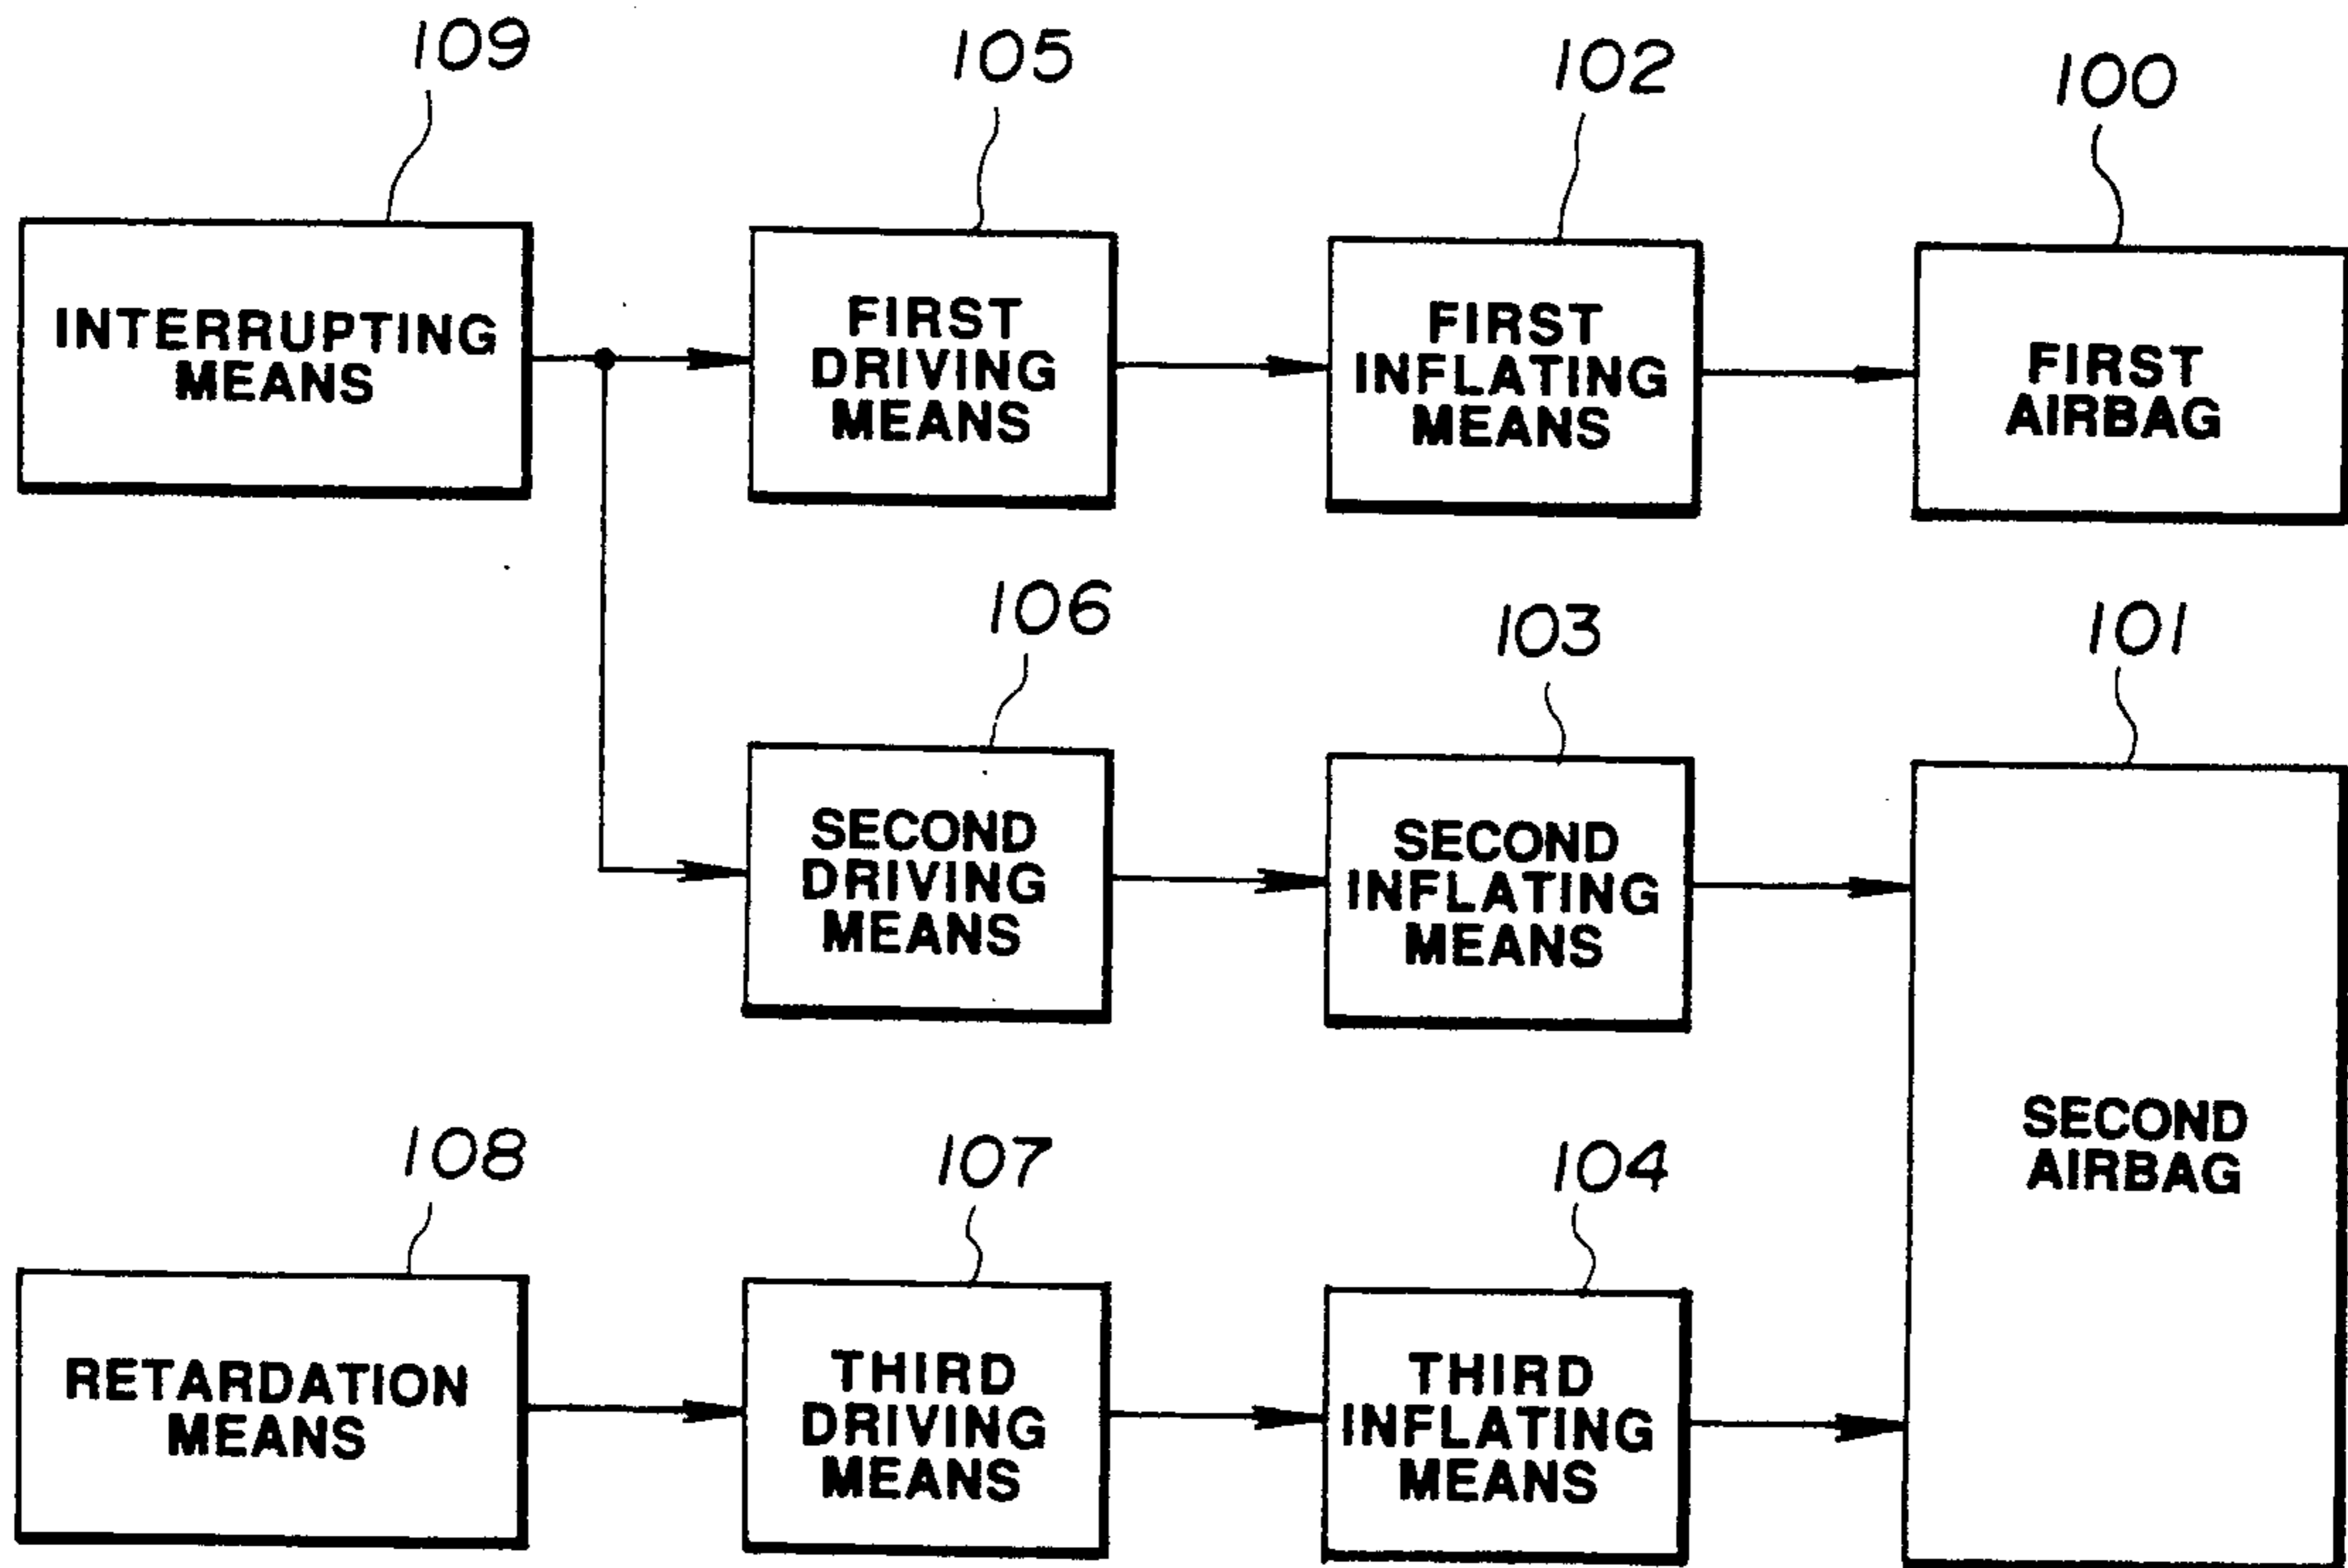 109
105
102
100
INTERRUPTING
MEANS
FIRST
DRIVING
MEANS
FIRST
INFLATING
MEANS
FIRST
AIRBAG
106
103
101
SECOND
DRIVING
MEANS
SECOND
INFLATING
MEANS
SECOND
AIRBAG
108
107
104
RETARDATION
MEANS
THIRD
DRIVING
MEANS
THIRD
INFLATING
MEANS